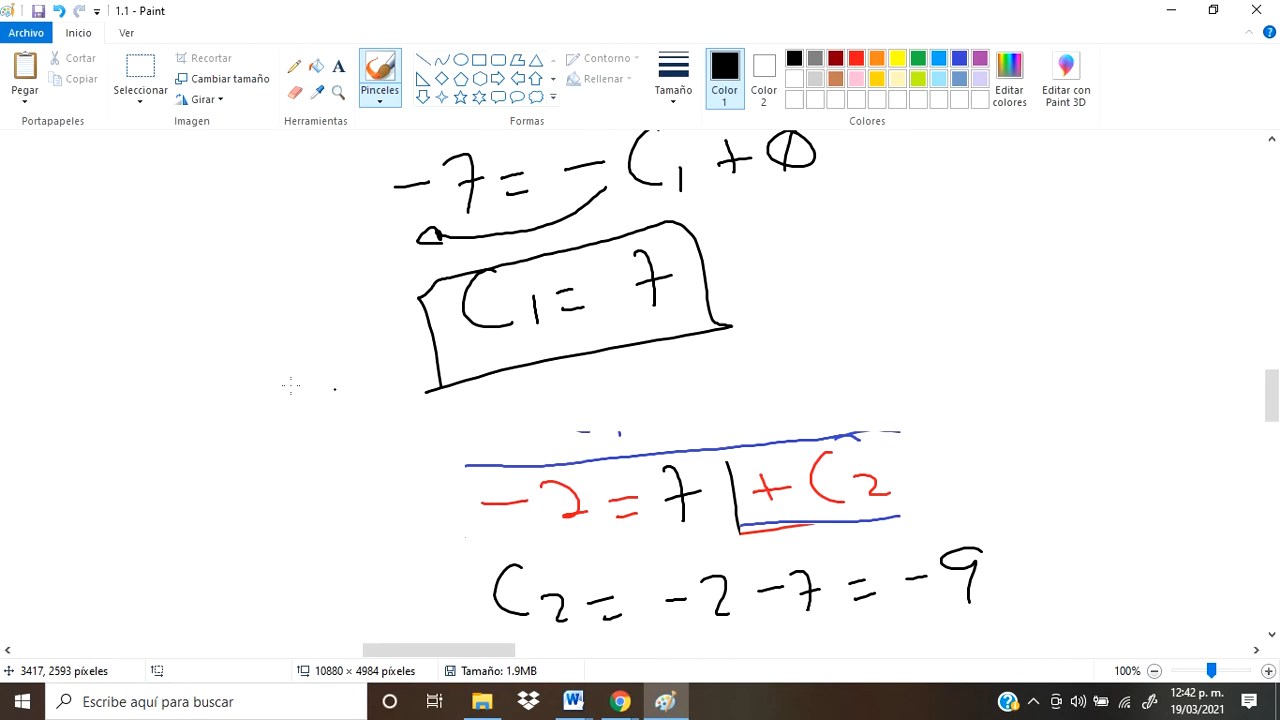 1.1 - Paint
Archivo Inicio Ver
Pegar
Cortar
Copiar
Portapapeles
Seleccionar
Recortar
Cambiar tamaño
Girar
Imagen
A
Herramientas
Pinceles
Contorno
Rellenar
Formas
Tamaño
Color 1
Color 2
Editar colores
Colores
Editar con Paint 3D
-7 = -C1 + 0
C1 = 7
-2 = 7 + C2
C2 = -2 - 7 = -9
3417, 2593 píxeles 10880 × 4984 píxeles Tamaño: 1.9MB 100%
Escribe aquí para buscar
12:42 p. m.
19/03/2021